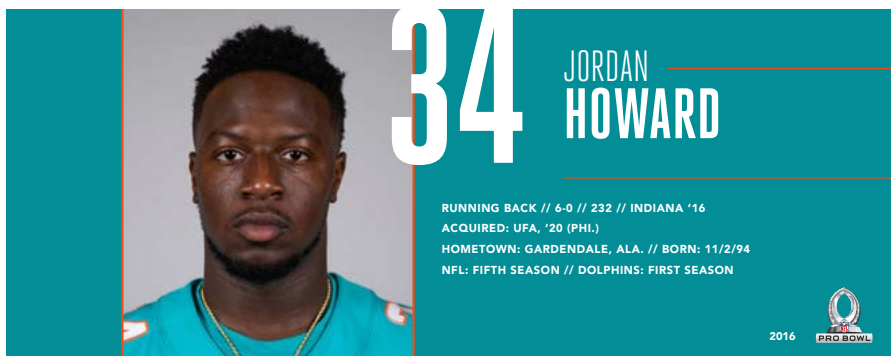 34
JORDAN
HOWARD
RUNNING BACK // 6-0 // 232 // INDIANA ‘16
ACQUIRED: UFA, ‘20 (PHI.)
HOMETOWN: GARDENDALE, ALA. // BORN: 11/2/94
NFL: FIFTH SEASON // DOLPHINS: FIRST SEASON
2016
NFL
PRO BOWL